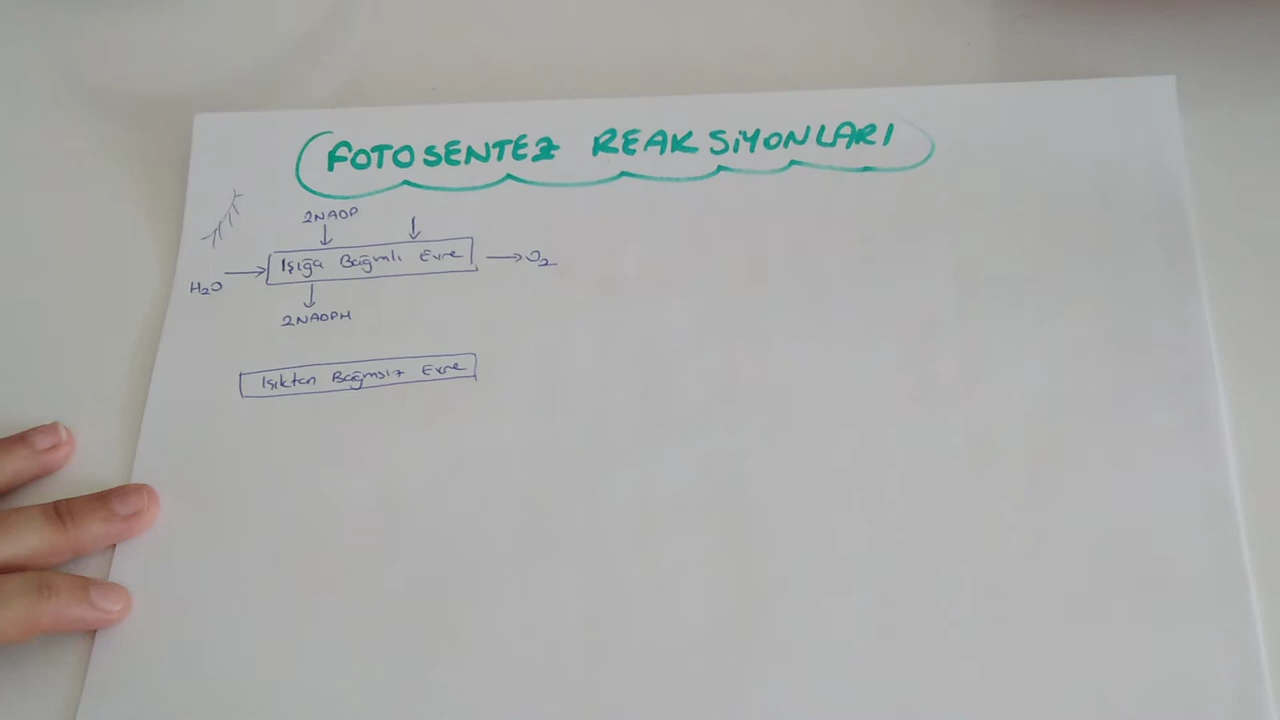 FOTOSENTEZ REAKSİYONLARI
2NADP
Işığa Bağımlı Evre
O2
H2O
2NADPH
Işıktan Bağımsız Evre